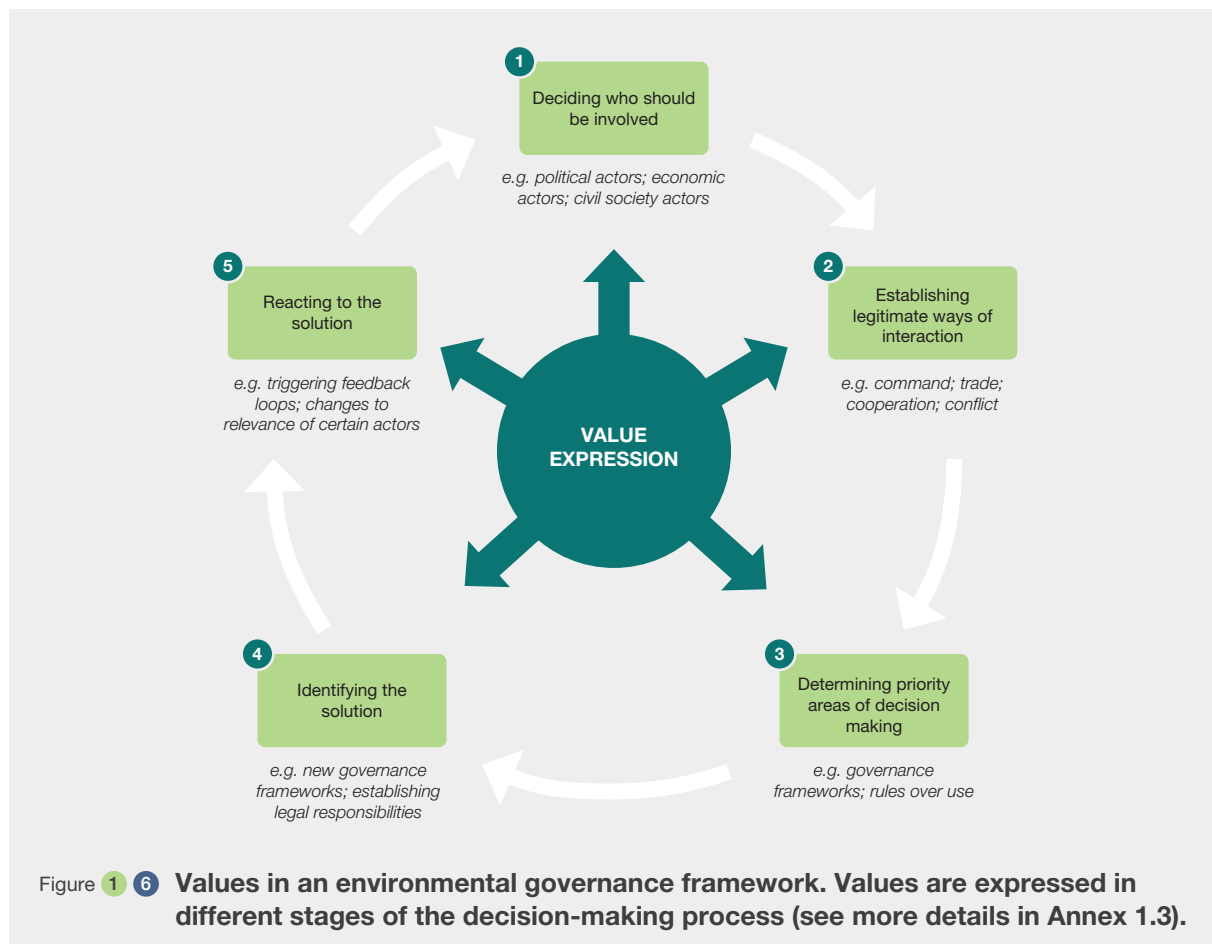 1
Deciding who should
be involved
e.g. political actors; economic
actors; civil society actors
2
Establishing
legitimate ways of
interaction
e.g. command; trade;
cooperation; conflict
3
Determining priority
areas of decision
making
e.g. governance
frameworks; rules over use
4
Identifying the
solution
e.g. new governance
frameworks; establishing
legal responsibilities
5
Reacting to the
solution
e.g. triggering feedback
loops; changes to
relevance of certain actors
VALUE
EXPRESSION
Figure 1 6 Values in an environmental governance framework. Values are expressed in
different stages of the decision-making process (see more details in Annex 1.3).